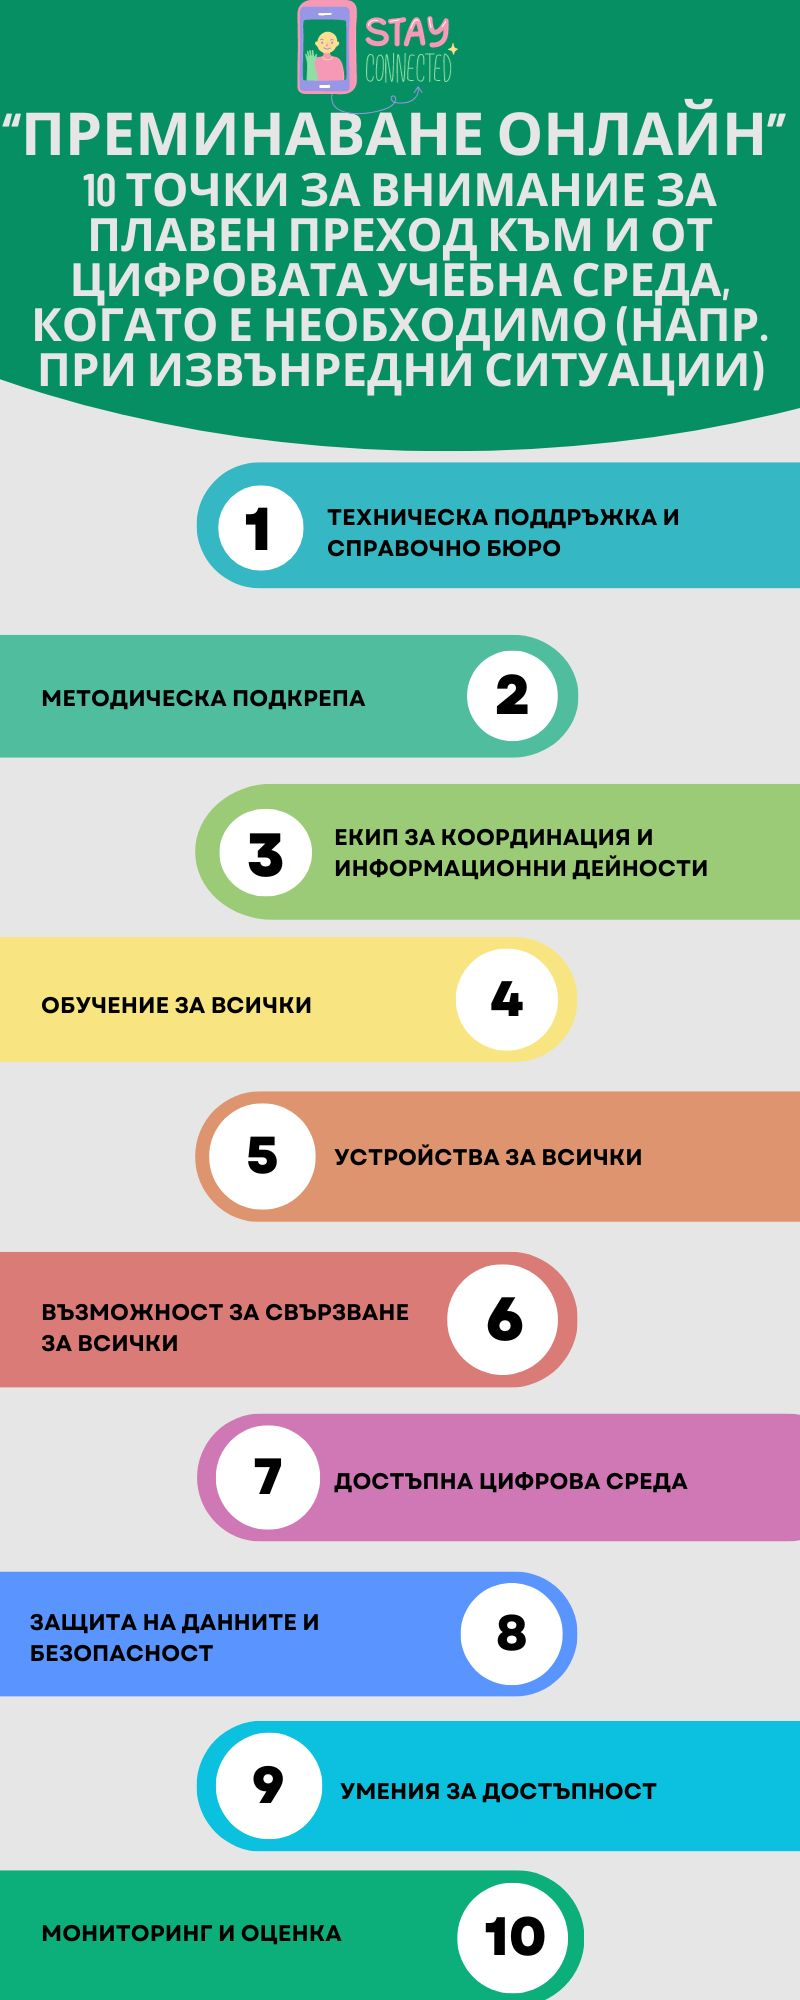 STAY
CONNECTED
“ПРЕМИНАВАНЕ ОНЛАЙН”
10 ТОЧКИ ЗА ВНИМАНИЕ ЗА
ПЛАВЕН ПРЕХОД КЪМ И ОТ
ЦИФРОВАТА УЧЕБНА СРЕДА,
КОГАТО Е НЕОБХОДИМО (НАПР.
ПРИ ИЗВЪНРЕДНИ СИТУАЦИИ)
1
ТЕХНИЧЕСКА ПОДДРЪЖКА И
СПРАВОЧНО БЮРО
МЕТОДИЧЕСКА ПОДКРЕПА
2
3
ЕКИП ЗА КООРДИНАЦИЯ И
ИНФОРМАЦИОННИ ДЕЙНОСТИ
ОБУЧЕНИЕ ЗА ВСИЧКИ
4
5
УСТРОЙСТВА ЗА ВСИЧКИ
ВЪЗМОЖНОСТ ЗА СВЪРЗВАНЕ
ЗА ВСИЧКИ
6
7
ДОСТЪПНА ЦИФРОВА СРЕДА
ЗАЩИТА НА ДАННИТЕ И
БЕЗОПАСНОСТ
8
9
УМЕНИЯ ЗА ДОСТЪПНОСТ
МОНИТОРИНГ И ОЦЕНКА
10